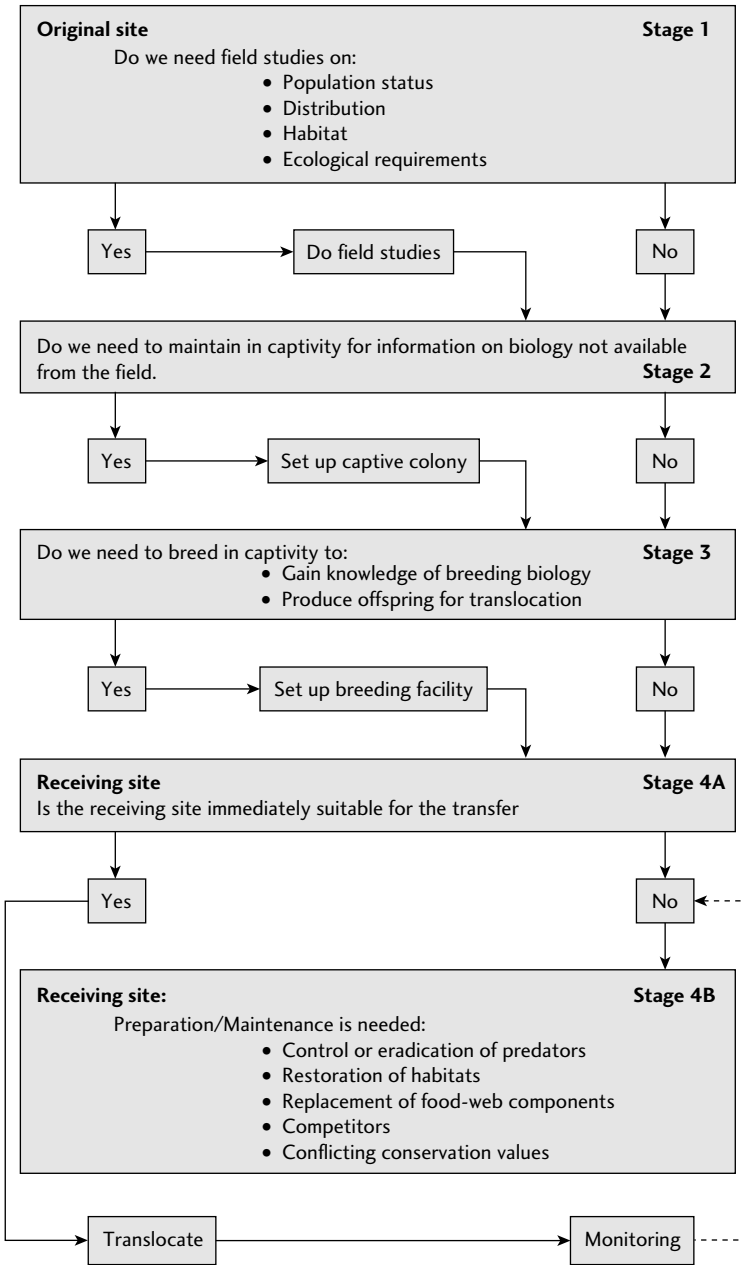 Original site Stage 1
Do we need field studies on:
• Population status
• Distribution
• Habitat
• Ecological requirements
Yes Do field studies No
Do we need to maintain in captivity for information on biology not available
from the field. Stage 2
Yes Set up captive colony No
Do we need to breed in captivity to: Stage 3
• Gain knowledge of breeding biology
• Produce offspring for translocation
Yes Set up breeding facility No
Receiving site Stage 4A
Is the receiving site immediately suitable for the transfer
Yes No
Receiving site: Stage 4B
Preparation/Maintenance is needed:
• Control or eradication of predators
• Restoration of habitats
• Replacement of food-web components
• Competitors
• Conflicting conservation values
Translocate Monitoring